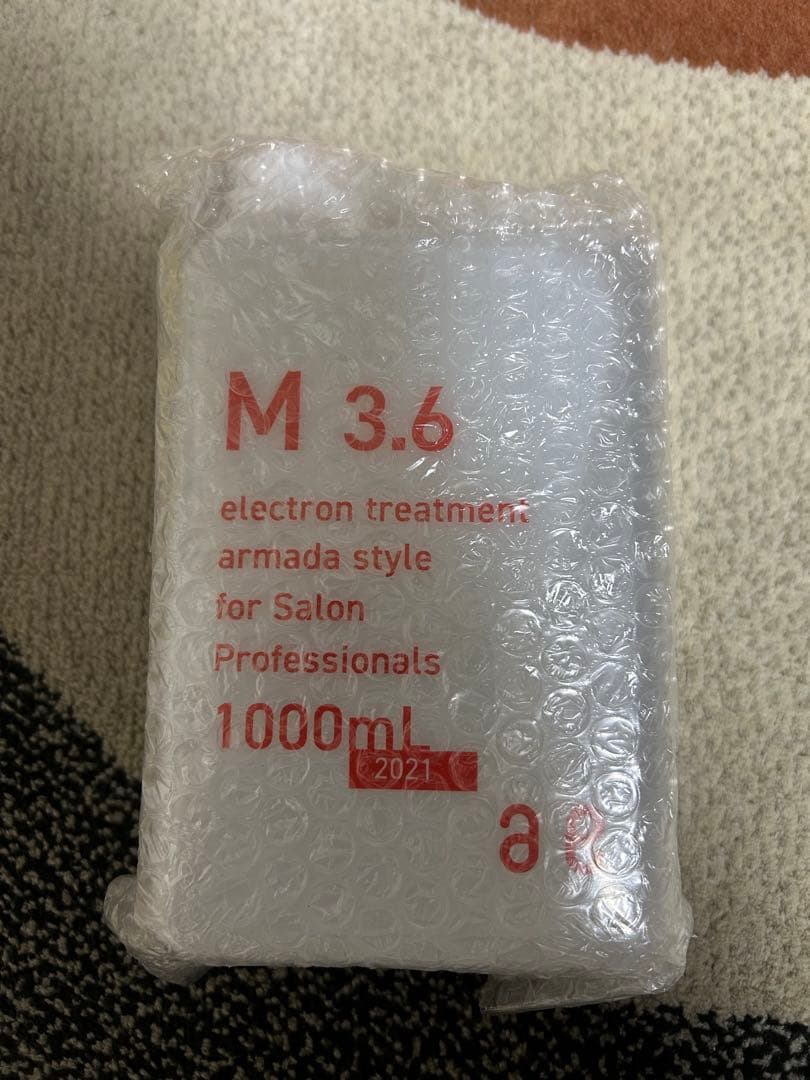 M 3.6
electron treatment
armada style
for Salon
Professionals
1000mL
2021